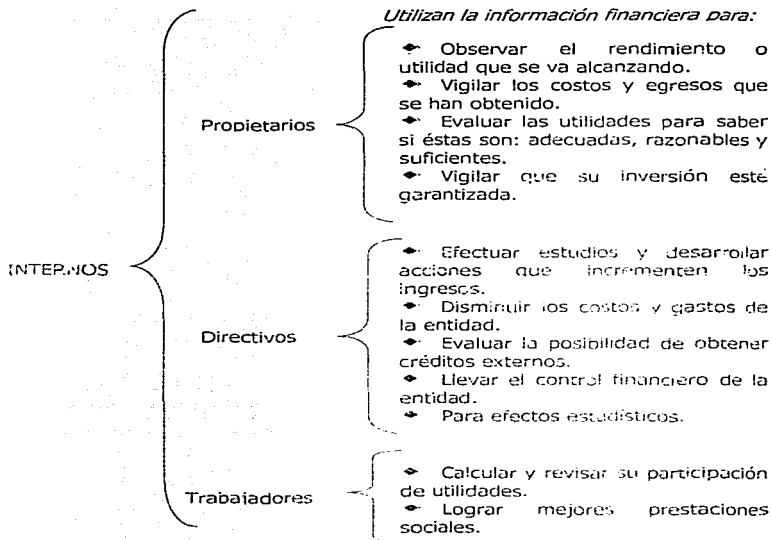 Utilizan la información financiera para:
Propietarios
◆ Observar el rendimiento o
utilidad que se va alcanzando.
◆ Vigilar los costos y egresos que
se han obtenido.
◆ Evaluar las utilidades para saber
si éstas son: adecuadas, razonables y
suficientes.
◆ Vigilar que su inversión esté
garantizada.
INTERNOS
Directivos
◆ Efectuar estudios y desarrollar
acciones que incrementen los
ingresos.
◆ Disminuir los costos y gastos de
la entidad.
◆ Evaluar la posibilidad de obtener
créditos externos.
◆ Llevar el control financiero de la
entidad.
◆ Para efectos estadísticos.
Trabajadores
◆ Calcular y revisar su participación
de utilidades.
◆ Lograr mejores prestaciones
sociales.